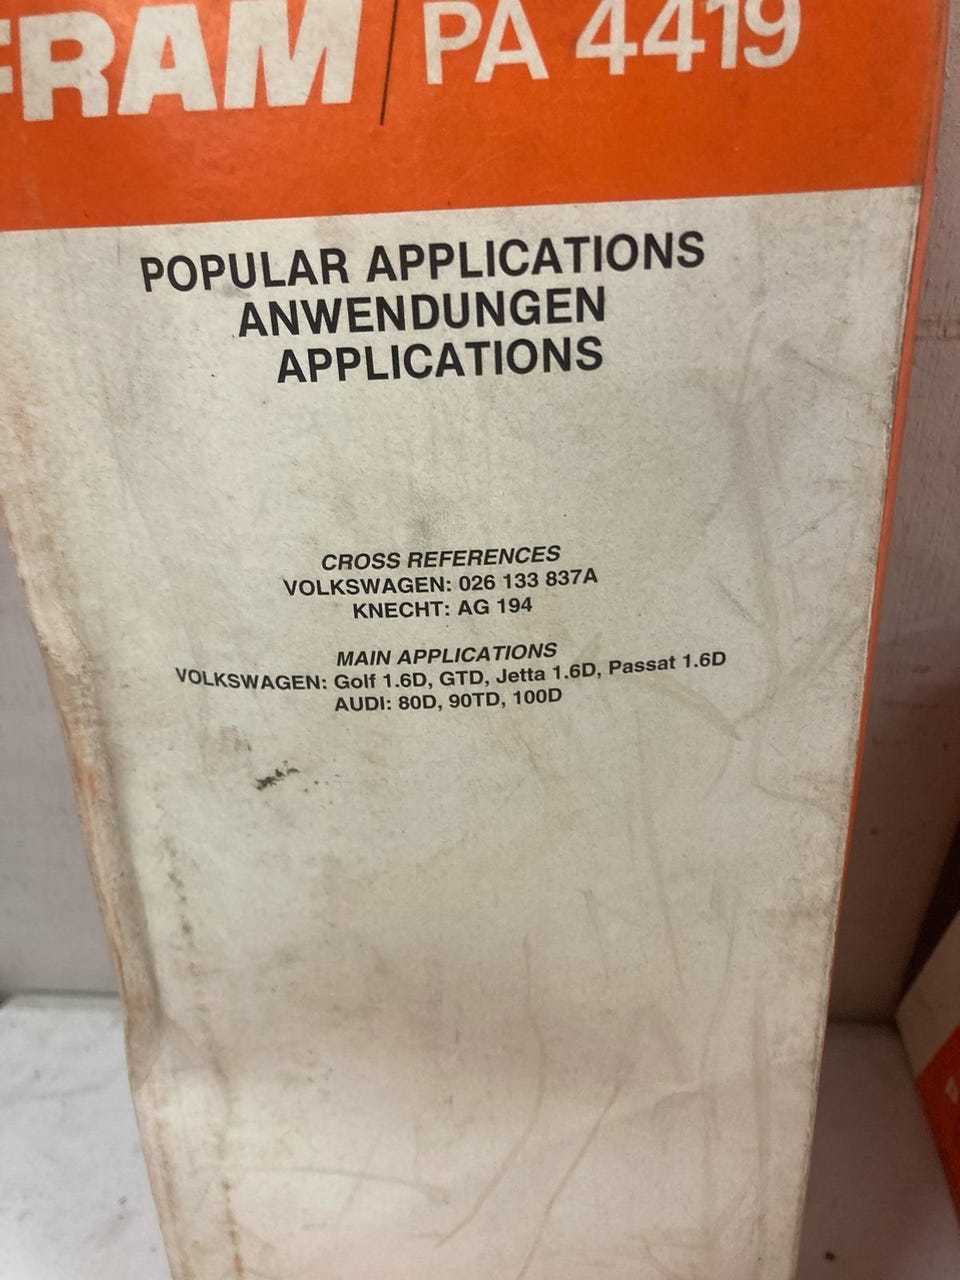 FRAM / PA 4419
POPULAR APPLICATIONS
ANWENDUNGEN
APPLICATIONS
CROSS REFERENCES
VOLKSWAGEN: 026 133 837A
KNECHT: AG 194
MAIN APPLICATIONS
VOLKSWAGEN: Golf 1.6D, GTD, Jetta 1.6D, Passat 1.6D
AUDI: 80D, 90TD, 100D